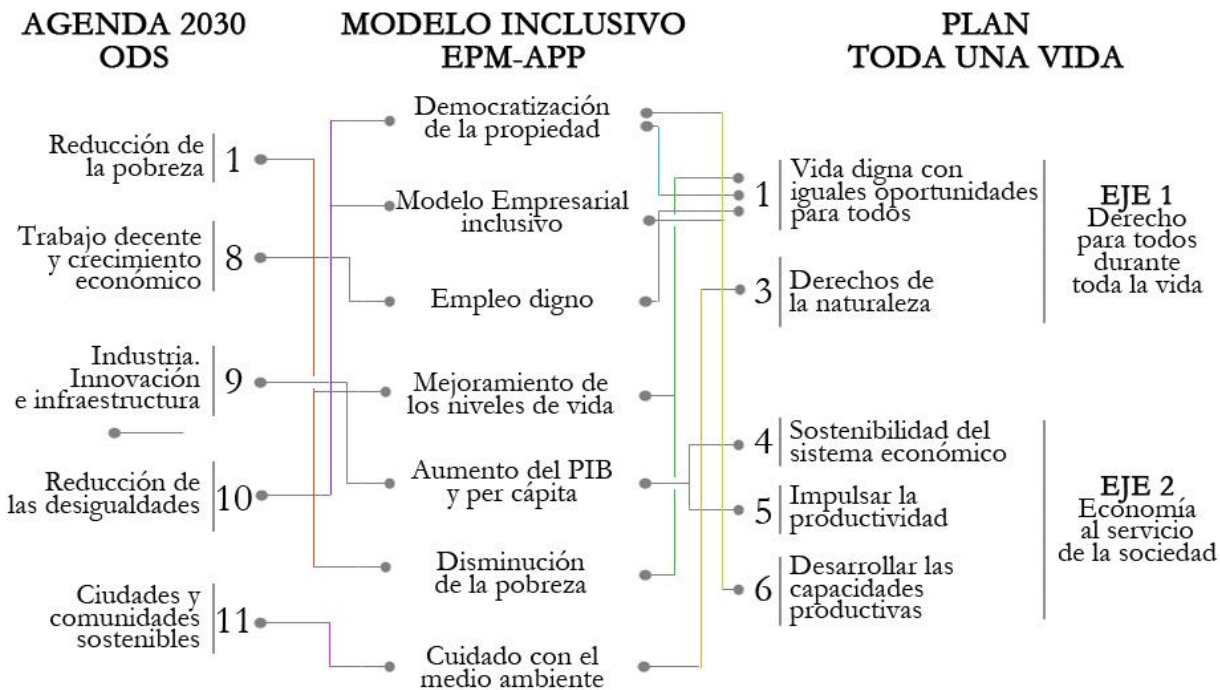 AGENDA 2030
ODS
Reducción de
la pobreza
1
Trabajo decente
y crecimiento
económico
8
Industria.
Innovación
e infraestructura
9
Reducción de
las desigualdades
10
Ciudades y
comunidades
sostenibles
11
MODELO INCLUSIVO
EPM-APP
Democratización
de la propiedad
Modelo Empresarial
inclusivo
Empleo digno
Mejoramiento de
los niveles de vida
Aumento del PIB
y per cápita
Disminución
de la pobreza
Cuidado con el
medio ambiente
PLAN
TODA UNA VIDA
1
Vida digna con
iguales oportunidades
para todos
3
Derechos de
la naturaleza
4
Sostenibilidad del
sistema económico
5
Impulsar la
productividad
6
Desarrollar las
capacidades
productivas
EJE 1
Derecho
para todos
durante
toda la vida
EJE 2
Economía
al servicio
de la sociedad